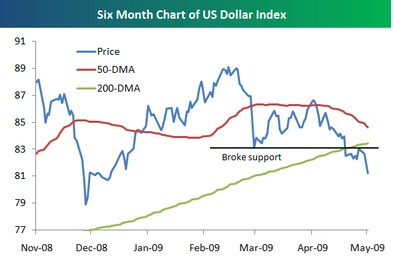 Six Month Chart of US Dollar Index
91
89
87
85
83
81
79
77
Price
50-DMA
200-DMA
Broke support
Nov-08 Dec-08 Jan-09 Feb-09 Mar-09 Apr-09 May-09